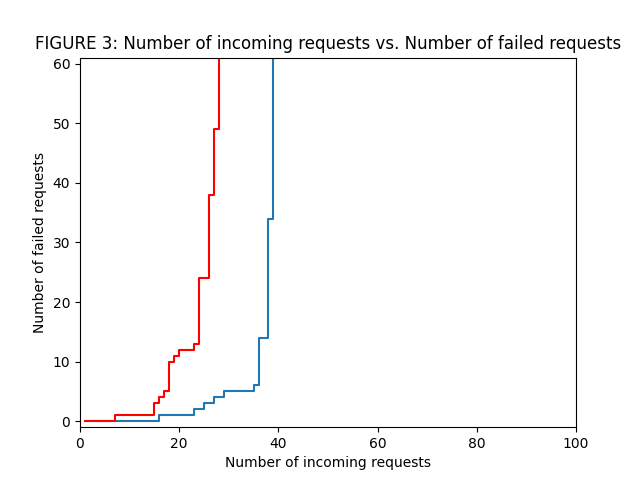 FIGURE 3: Number of incoming requests vs. Number of failed requests
60
50
40
30
20
10
0
Number of failed requests
0 20 40 60 80 100
Number of incoming requests